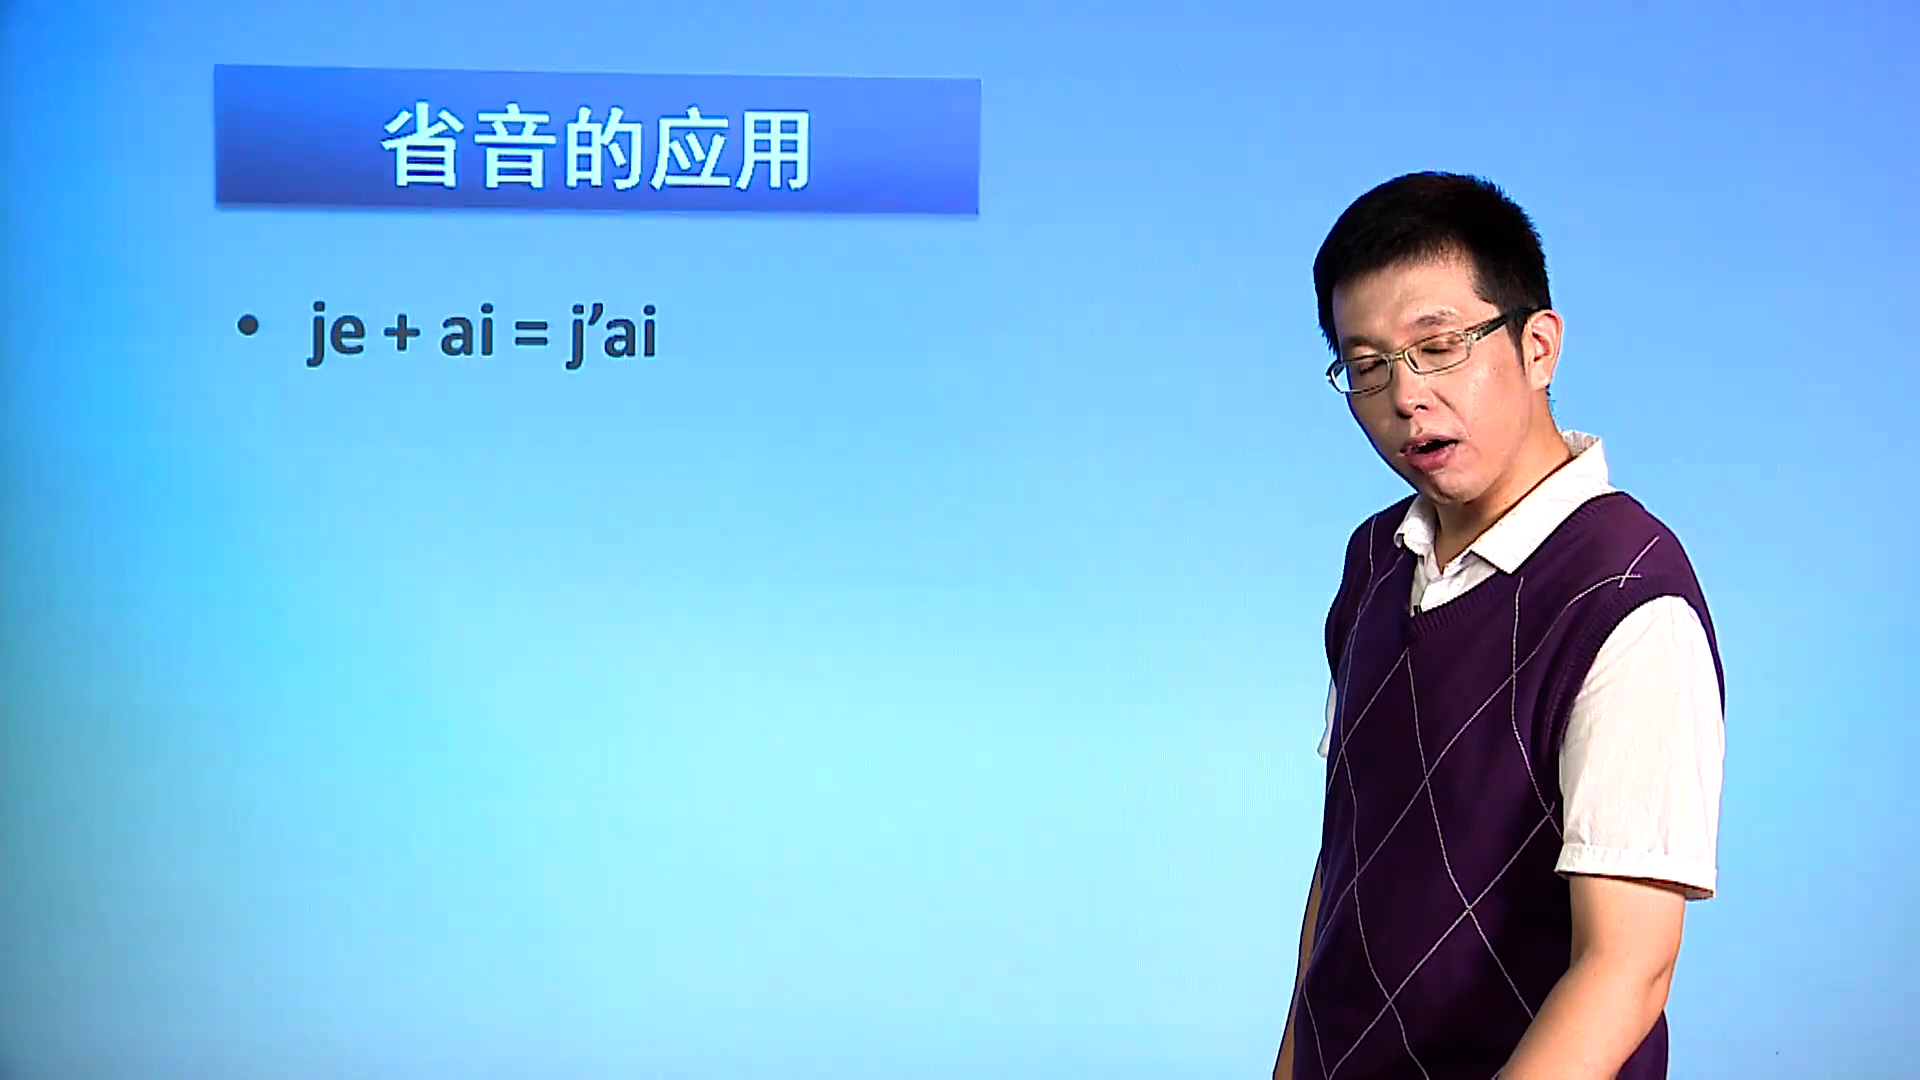 省音的应用
• je + ai = j’ai